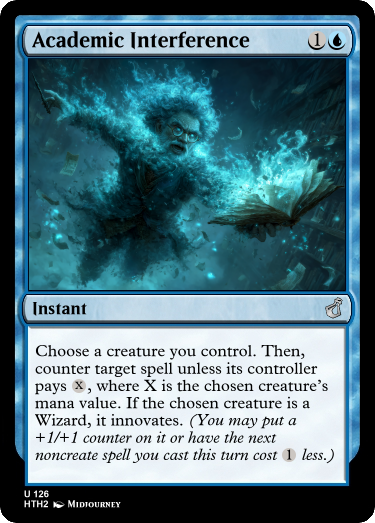 Academic Interference 1
Instant
Choose a creature you control. Then,
counter target spell unless its controller
pays X, where X is the chosen creature's
mana value. If the chosen creature is a
Wizard, it innovates. (You may put a
+1/+1 counter on it or have the next
noncreate spell you cast this turn cost 1 less.)
U 126
HTH2 Midjourney